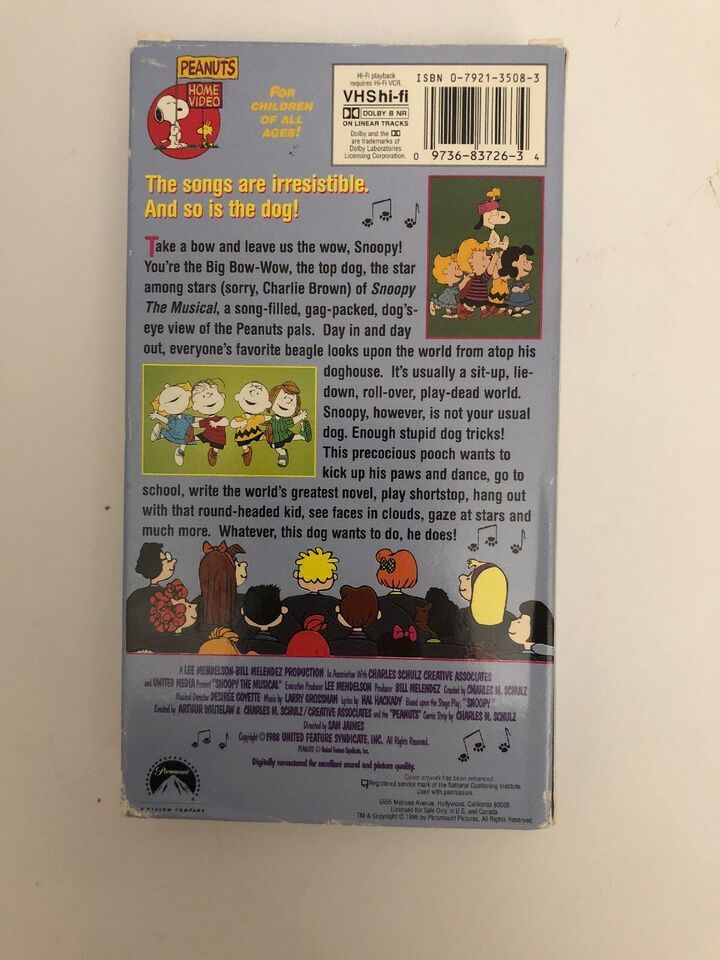 PEANUTS
HOME
VIDEO
FOR
CHILDREN
OF ALL
AGES!
Hi-Fi playback
requires Hi-Fi VCR
VHS hi-fi
DOLBY B NR
ON LINEAR TRACKS
Dolby and the
are trademarks of
Dolby Laboratories
Licensing Corporation.
ISBN 0-7921-3508-3
0 9736-83726-3 4
The songs are irresistible.
And so is the dog!
Take a bow and leave us the wow, Snoopy!
You're the Big Bow-Wow, the top dog, the star
among stars (sorry, Charlie Brown) of Snoopy
The Musical, a song-filled, gag-packed, dog's-
eye view of the Peanuts pals. Day in and day
out, everyone's favorite beagle looks upon the world from atop his
doghouse. It's usually a sit-up, lie-
down, roll-over, play-dead world.
Snoopy, however, is not your usual
dog. Enough stupid dog tricks!
This precocious pooch wants to
kick up his paws and dance, go to
school, write the world's greatest novel, play shortstop, hang out
with that round-headed kid, see faces in clouds, gaze at stars and
much more. Whatever, this dog wants to do, he does!
A LEE MENDELSON-BILL MELENDEZ PRODUCTION In Association With CHARLES SCHULZ CREATIVE ASSOCIATES
and UNITED MEDIA Present "SNOOPY THE MUSICAL" Executive Producer LEE MENDELSON Producer BILL MELENDEZ Created by CHARLES M. SCHULZ
Musical Director DESIREE GOYETTE Music by LARRY GROSSMAN Lyrics by HAL HACKADY Based upon the Stage Play, "SNOOPY"
Created by ARTHUR WHITELAW & CHARLES M. SCHULZ/CREATIVE ASSOCIATES and the "PEANUTS" Comic Strip by CHARLES M. SCHULZ
Directed by SAM JAIMES
Copyright © 1988 UNITED FEATURE SYNDICATE, INC. All Rights Reserved.
PEANUTS © United Feature Syndicate, Inc.
Digitally remastered for excellent sound and picture quality.
Paramount
A VIACOM COMPANY
Cover artwork has been enhanced.
Registered service mark of the National Captioning Institute.
Used with permission.
5555 Melrose Avenue, Hollywood, California 90038
Licensed for Sale Only in U.S. and Canada.
TM & Copyright © 1995 by Paramount Pictures. All Rights Reserved.